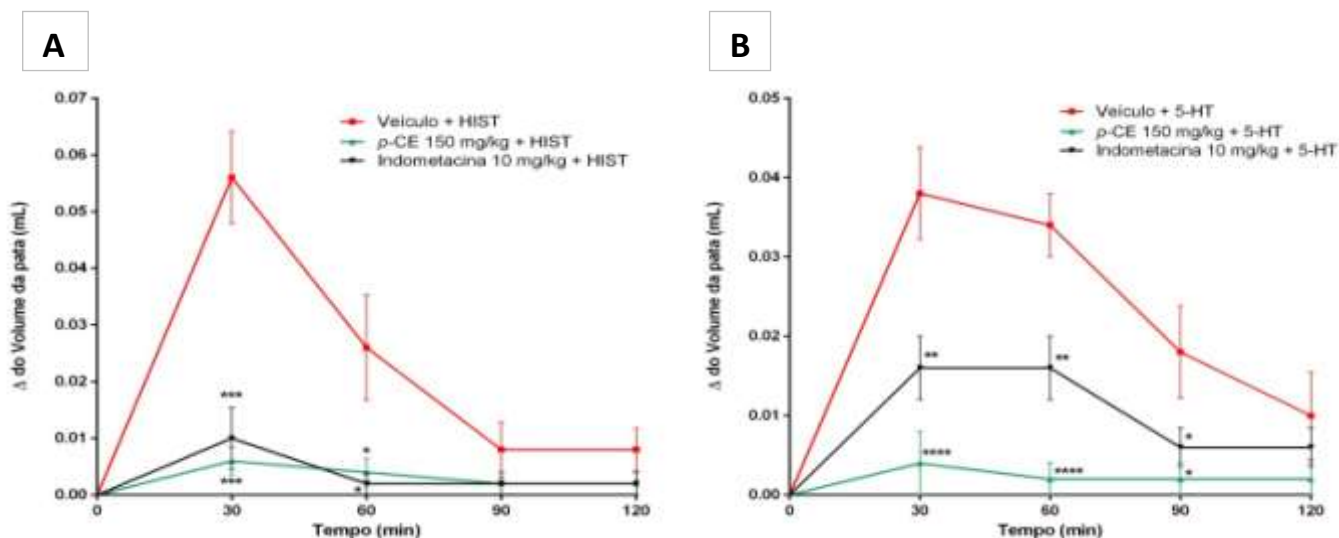 A
0.07
0.06
0.05
0.04
0.03
0.02
0.01
0.00
Δ do Volume da pata (mL)
Veículo + HIST
ρ-CE 150 mg/kg + HIST
Indometacina 10 mg/kg + HIST
***
***
*
*
0 30 60 90 120
Tempo (min)
B
0.05
0.04
0.03
0.02
0.01
0.00
Δ do Volume da pata (mL)
Veículo + 5-HT
ρ-CE 150 mg/kg + 5-HT
Indometacina 10 mg/kg + 5-HT
** ** *
**** **** *
0 30 60 90 120
Tempo (min)